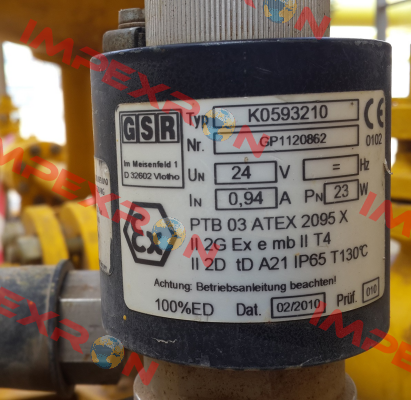 GSR
Im Meisenfeld 1
D 32602 Vlotho
Typ K0593210
Nr. GP1120862
CE 0102
UN 24 V = Hz
IN 0,94 A PN 23 W
Ex
PTB 03 ATEX 2095 X
II 2G Ex e mb II T4
II 2D tD A21 IP65 T130°C
Achtung: Betriebsanleitung beachten!
100%ED Dat. 02/2010 Prüf. 010
IMPEXRON